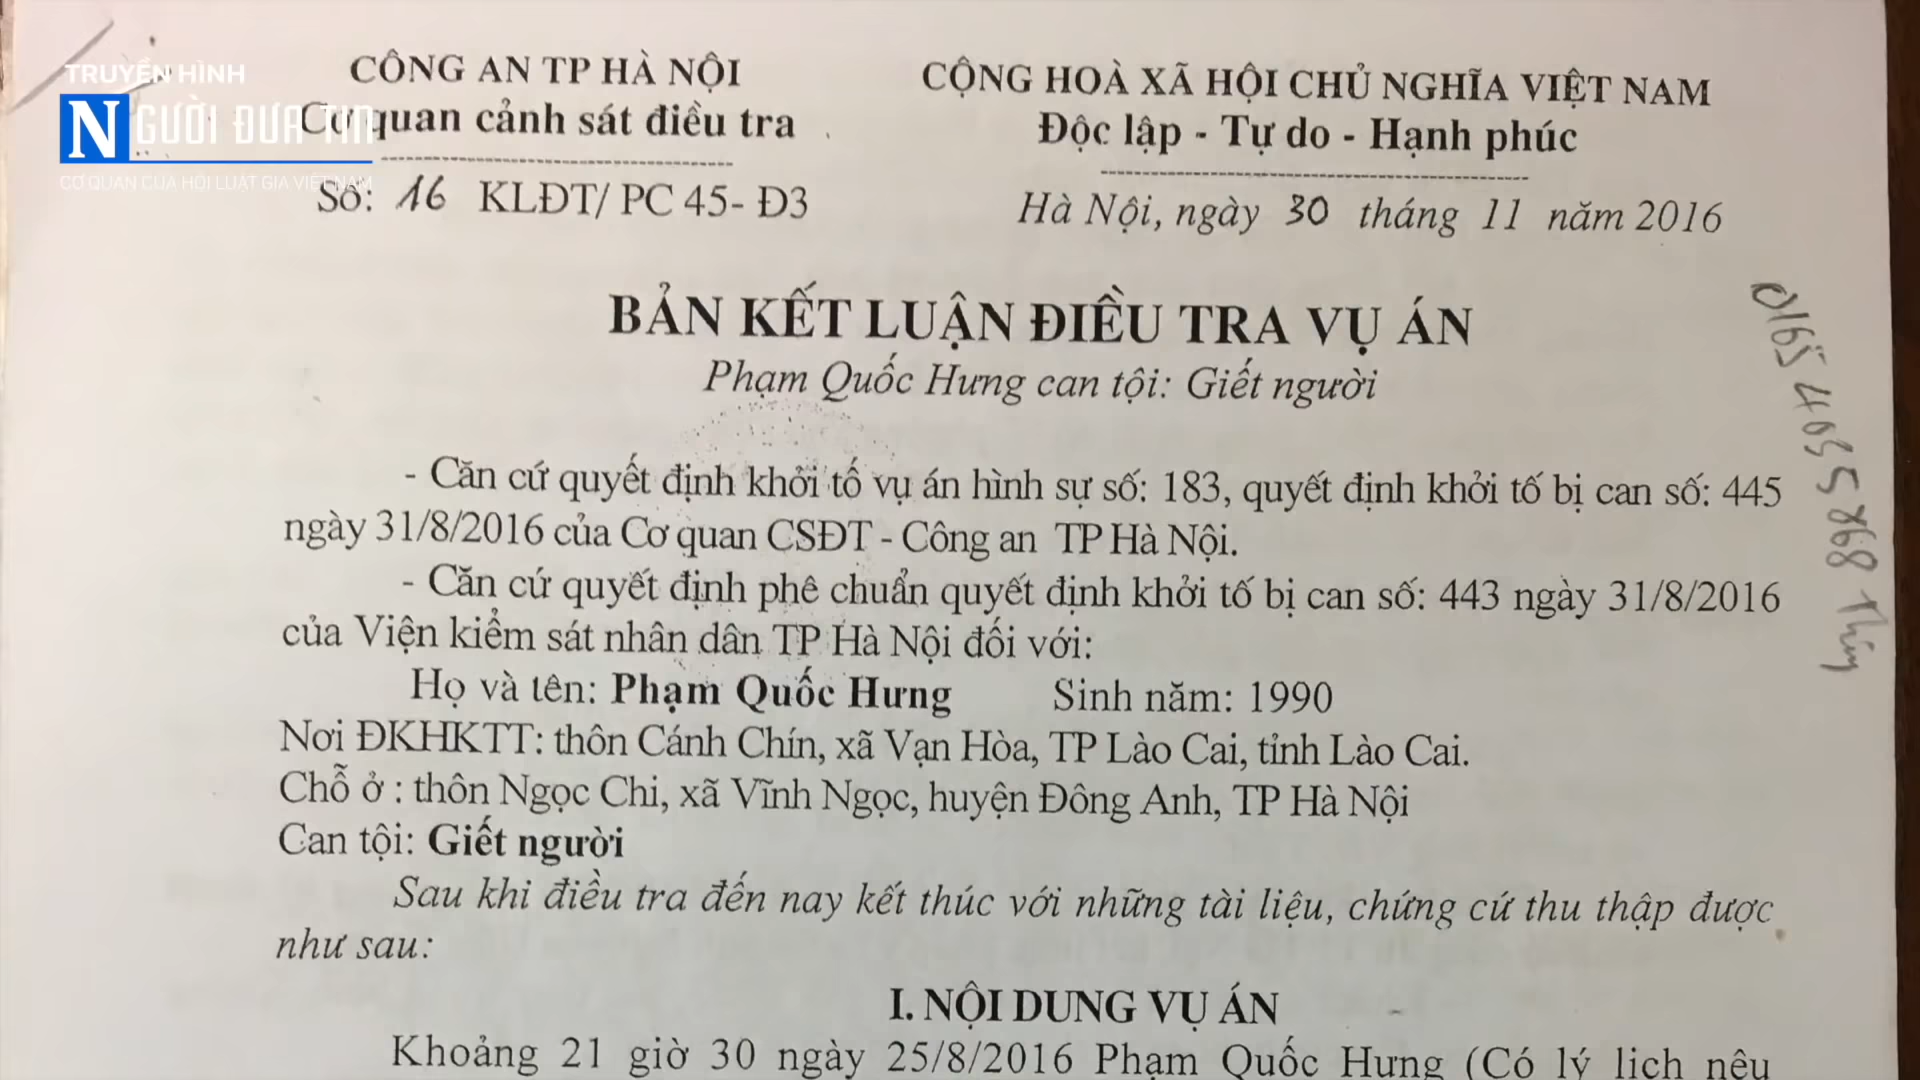 TRUYỀN HÌNH
NGƯỜI ĐƯA TIN
CƠ QUAN CỦA HỘI LUẬT GIA VIỆT NAM
CÔNG AN TP HÀ NỘI
Cơ quan cảnh sát điều tra
Số: 16 KLĐT/ PC 45- Đ3
CỘNG HOÀ XÃ HỘI CHỦ NGHĨA VIỆT NAM
Độc lập - Tự do - Hạnh phúc
Hà Nội, ngày 30 tháng 11 năm 2016
BẢN KẾT LUẬN ĐIỀU TRA VỤ ÁN
Phạm Quốc Hưng can tội: Giết người
- Căn cứ quyết định khởi tố vụ án hình sự số: 183, quyết định khởi tố bị can số: 445
ngày 31/8/2016 của Cơ quan CSĐT - Công an TP Hà Nội.
- Căn cứ quyết định phê chuẩn quyết định khởi tố bị can số: 443 ngày 31/8/2016
của Viện kiểm sát nhân dân TP Hà Nội đối với:
Họ và tên: Phạm Quốc Hưng Sinh năm: 1990
Nơi ĐKHKTT: thôn Cánh Chín, xã Vạn Hòa, TP Lào Cai, tỉnh Lào Cai.
Chỗ ở : thôn Ngọc Chi, xã Vĩnh Ngọc, huyện Đông Anh, TP Hà Nội
Can tội: Giết người
Sau khi điều tra đến nay kết thúc với những tài liệu, chứng cứ thu thập được
như sau:
I. NỘI DUNG VỤ ÁN
Khoảng 21 giờ 30 ngày 25/8/2016 Phạm Quốc Hưng (Có lý lịch nêu